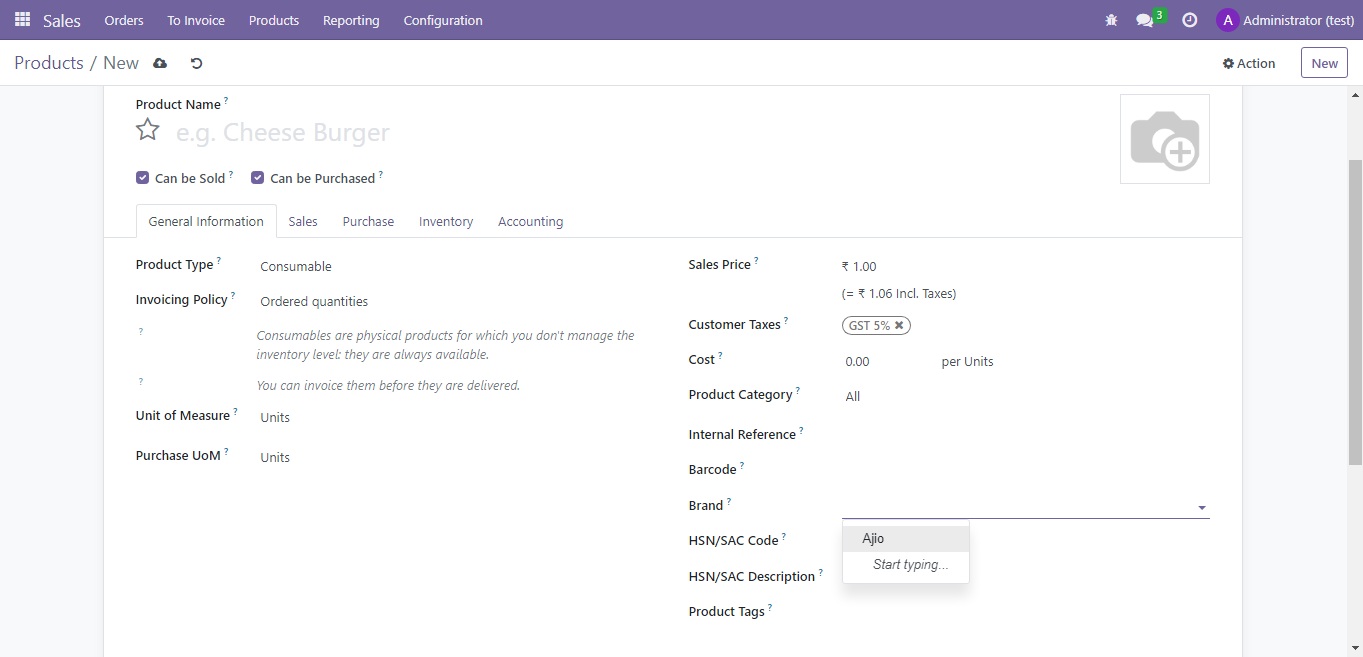 Sales Orders To Invoice Products Reporting Configuration 3 A Administrator (test)
Products / New Action New
Product Name ?
e.g. Cheese Burger
Can be Sold ? Can be Purchased ?
General Information Sales Purchase Inventory Accounting
Product Type ? Consumable
Invoicing Policy ? Ordered quantities
? Consumables are physical products for which you don't manage the
inventory level: they are always available.
? You can invoice them before they are delivered.
Unit of Measure ? Units
Purchase UoM ? Units
Sales Price ? ₹ 1.00
(= ₹ 1.06 Incl. Taxes)
Customer Taxes ? GST 5% ✖
Cost ? 0.00 per Units
Product Category ? All
Internal Reference ?
Barcode ?
Brand ?
Ajio
Start typing...
HSN/SAC Code ?
HSN/SAC Description ?
Product Tags ?